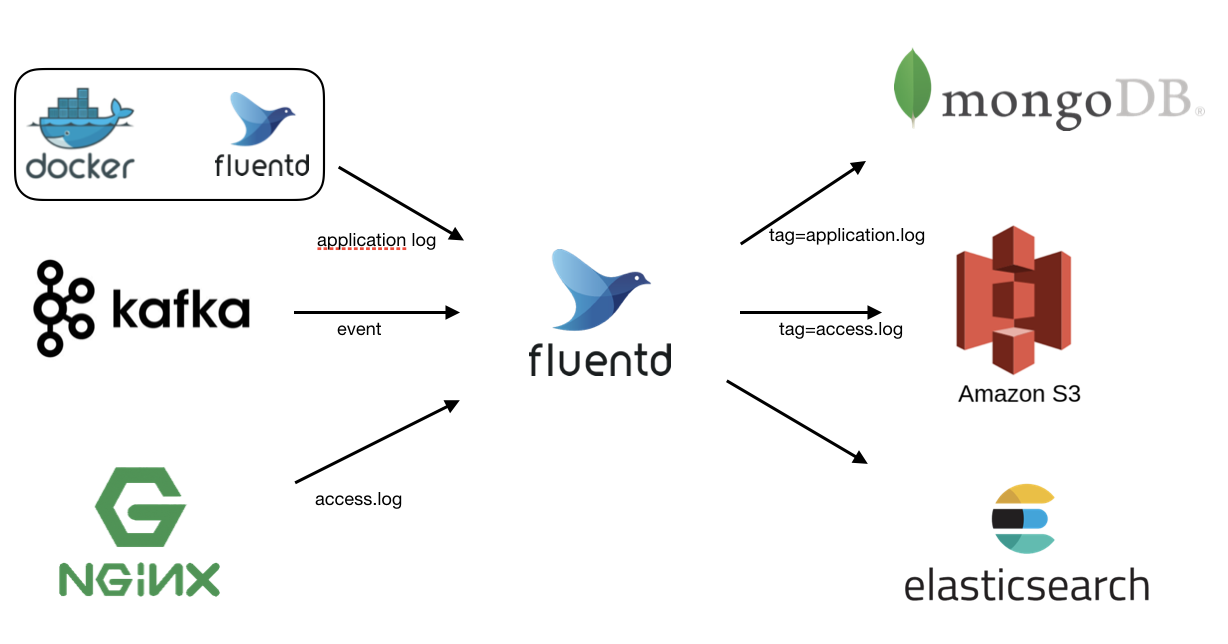 docker
fluentd
application log
kafka
event
NGINX
access.log
fluentd
mongoDB®
tag=application.log
tag=access.log
Amazon S3
elasticsearch